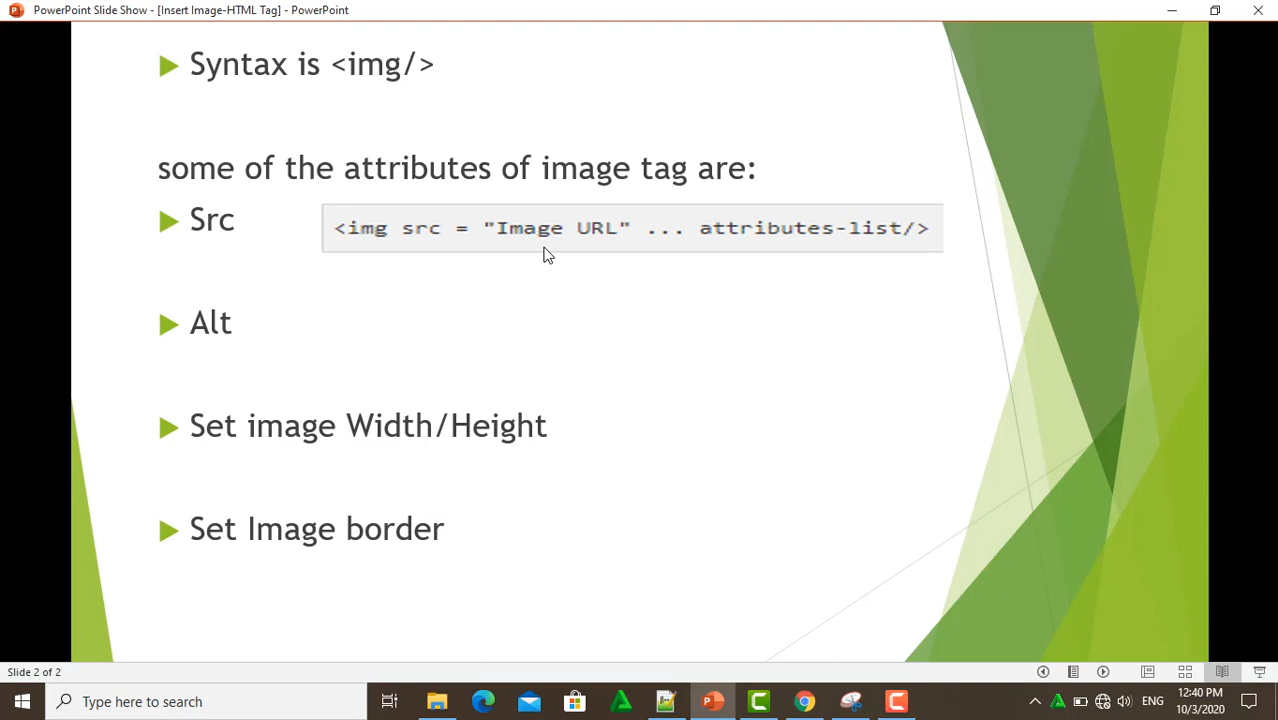 PowerPoint Slide Show - [Insert Image-HTML Tag] - PowerPoint
Syntax is <img/>
some of the attributes of image tag are:
Src
<img src = "Image URL" ... attributes-list/>
Alt
Set image Width/Height
Set Image border
Slide 2 of 2
Type here to search
ENG
12:40 PM
10/3/2020